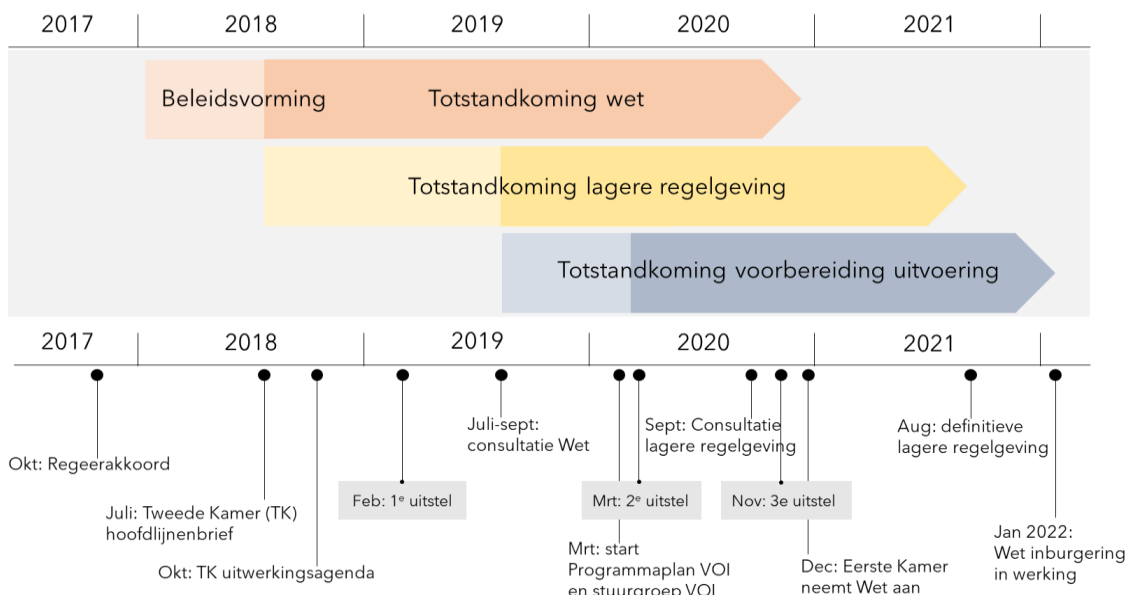 2017 2018 2019 2020 2021
Beleidsvorming Totstandkoming wet
Totstandkoming lagere regelgeving
Totstandkoming voorbereiding uitvoering
2017 2018 2019 2020 2021
Okt: Regeerakkoord
Juli: Tweede Kamer (TK)
hoofdlijnenbrief
Okt: TK uitwerkingsagenda
Feb: 1e uitstel
Juli-sept:
consultatie Wet
Mrt: 2e uitstel
Mrt: start
Programmaplan VOI
en stuurgroep VOI
Sept: Consultatie
lagere regelgeving
Nov: 3e uitstel
Dec: Eerste Kamer
neemt Wet aan
Aug: definitieve
lagere regelgeving
Jan 2022:
Wet inburgering
in werking